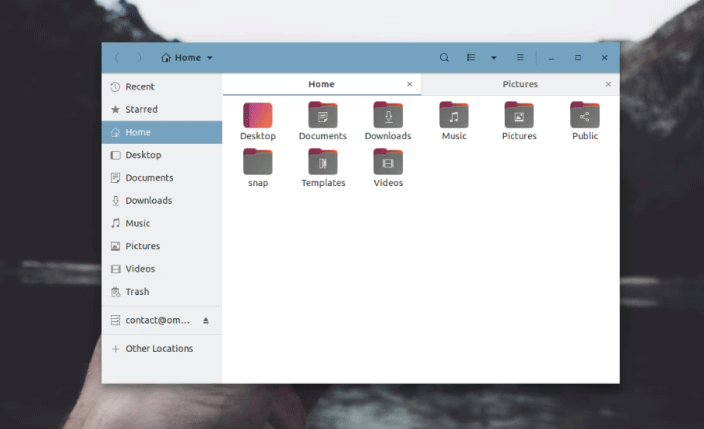 Home
Recent
Starred
Home
Desktop
Documents
Downloads
Music
Pictures
Videos
Trash
contact@om...
Other Locations
Home
Pictures
Desktop
Documents
Downloads
Music
Pictures
Public
snap
Templates
Videos